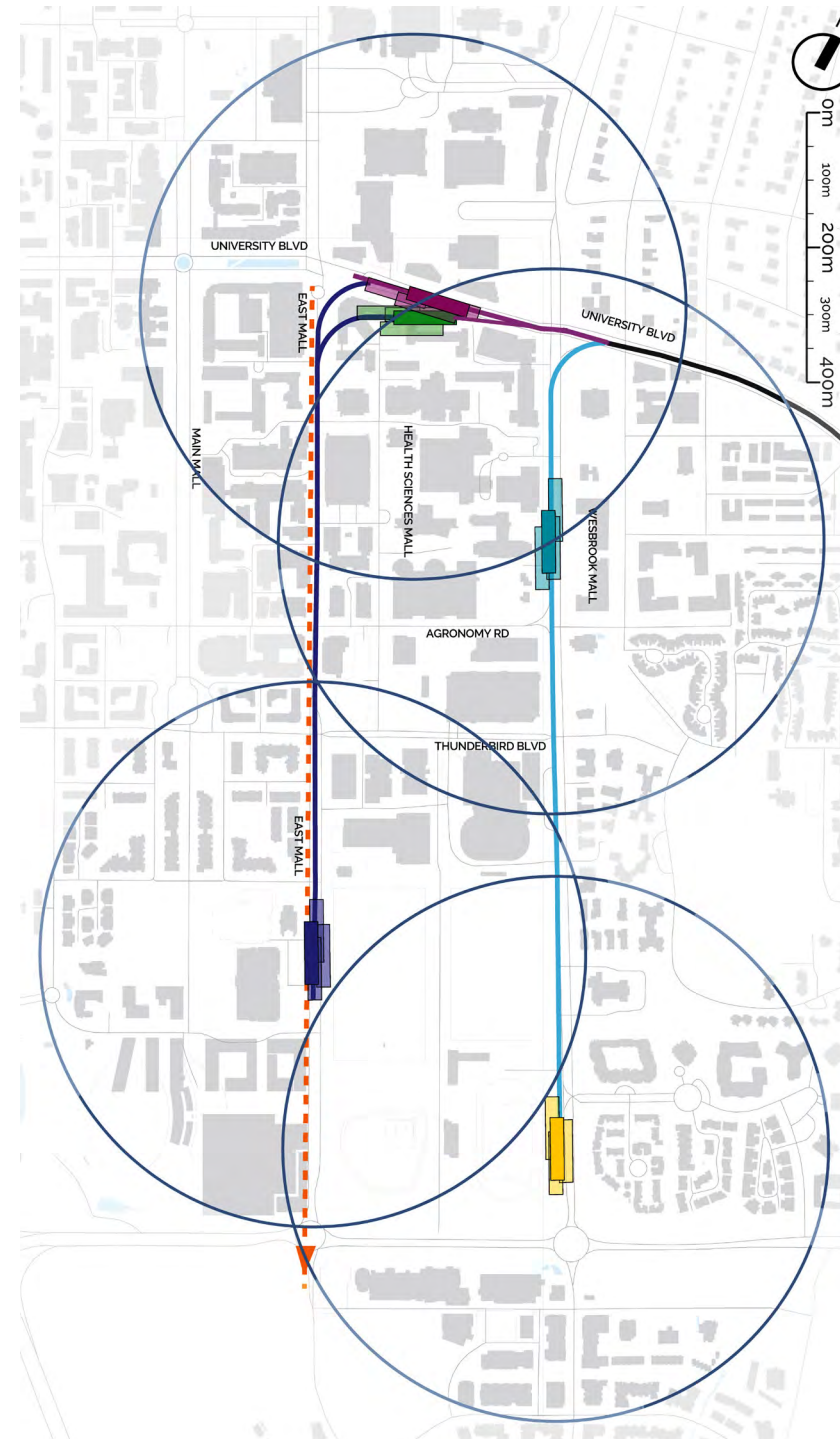 0m
100m
200m
300m
400m
UNIVERSITY BLVD
EAST MALL
UNIVERSITY BLVD
MAIN MALL
HEALTH SCIENCES MALL
WESBROOK MALL
AGRONOMY RD
THUNDERBIRD BLVD
EAST MALL